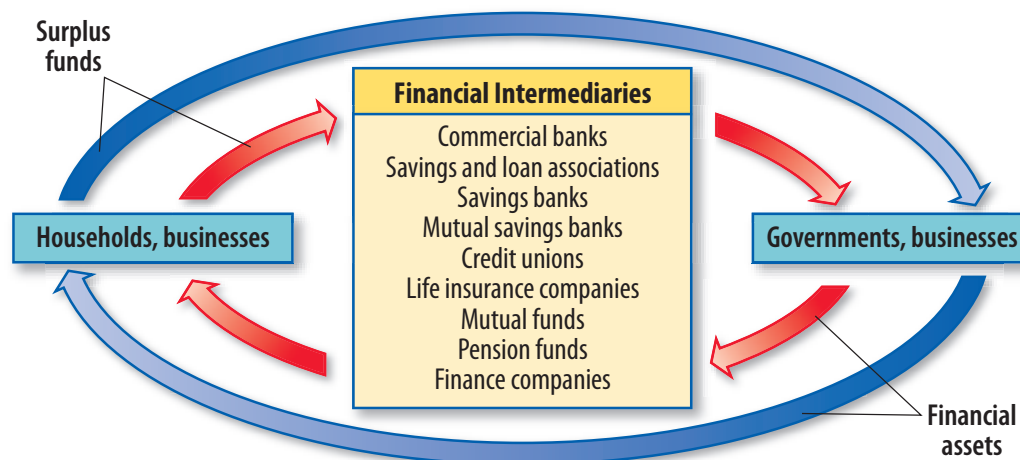 Surplus
funds
Financial Intermediaries
Commercial banks
Savings and loan associations
Savings banks
Mutual savings banks
Credit unions
Life insurance companies
Mutual funds
Pension funds
Finance companies
Households, businesses
Governments, businesses
Financial
assets